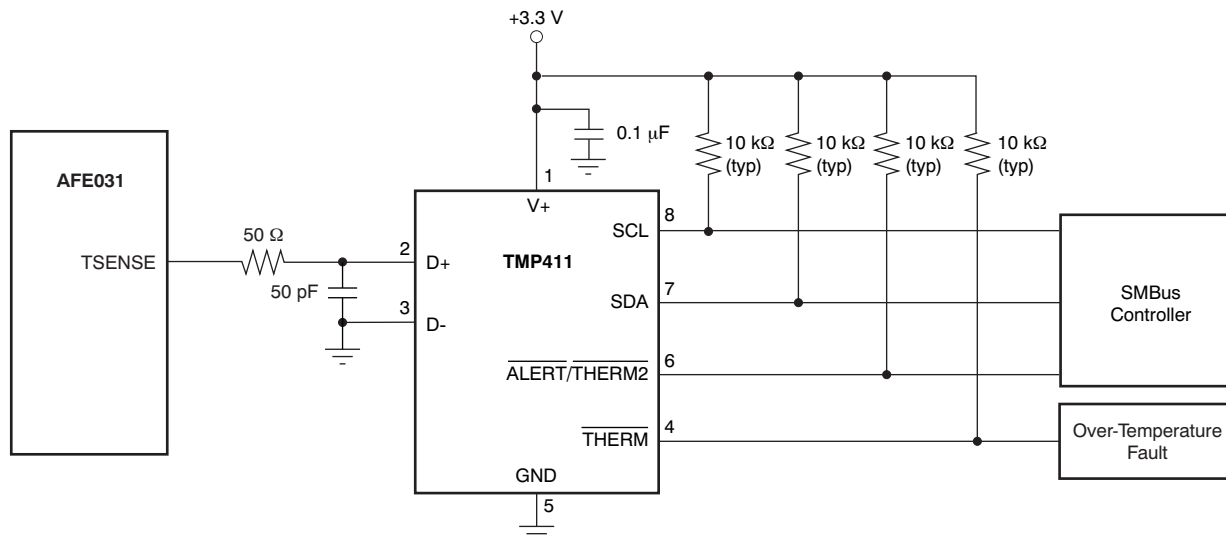 +3.3 V
0.1 μF
10 kΩ
(typ)
10 kΩ
(typ)
10 kΩ
(typ)
10 kΩ
(typ)
AFE031
TSENSE
50 Ω
50 pF
1
V+
2
D+
3
D-
TMP411
SCL
8
SDA
7
ALERT/THERM2
6
THERM
4
GND
5
SMBus
Controller
Over-Temperature
Fault